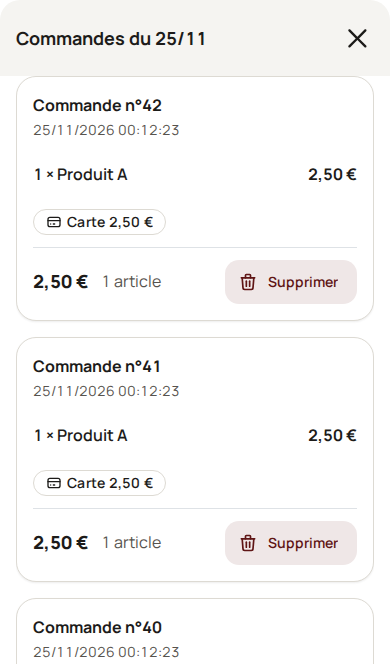 Commandes du 25/11
Commande n°42
25/11/2026 00:12:23
1 × Produit A 2,50 €
Carte 2,50 €
2,50 € 1 article Supprimer
Commande n°41
25/11/2026 00:12:23
1 × Produit A 2,50 €
Carte 2,50 €
2,50 € 1 article Supprimer
Commande n°40
25/11/2026 00:12:23